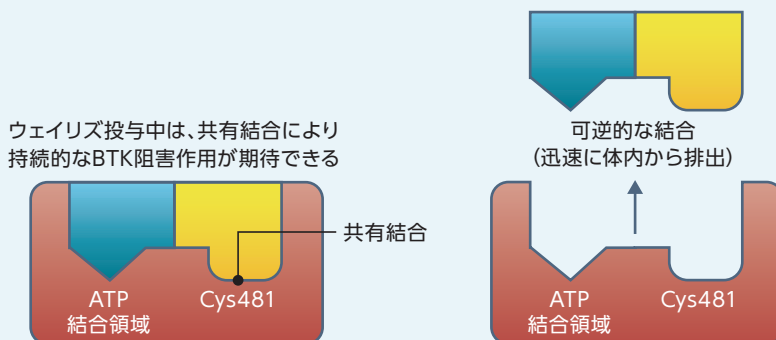 ウェイリズ投与中は、共有結合により
持続的なBTK阻害作用が期待できる
共有結合
ATP
結合領域
Cys481
可逆的な結合
(迅速に体内から排出)
ATP
結合領域
Cys481